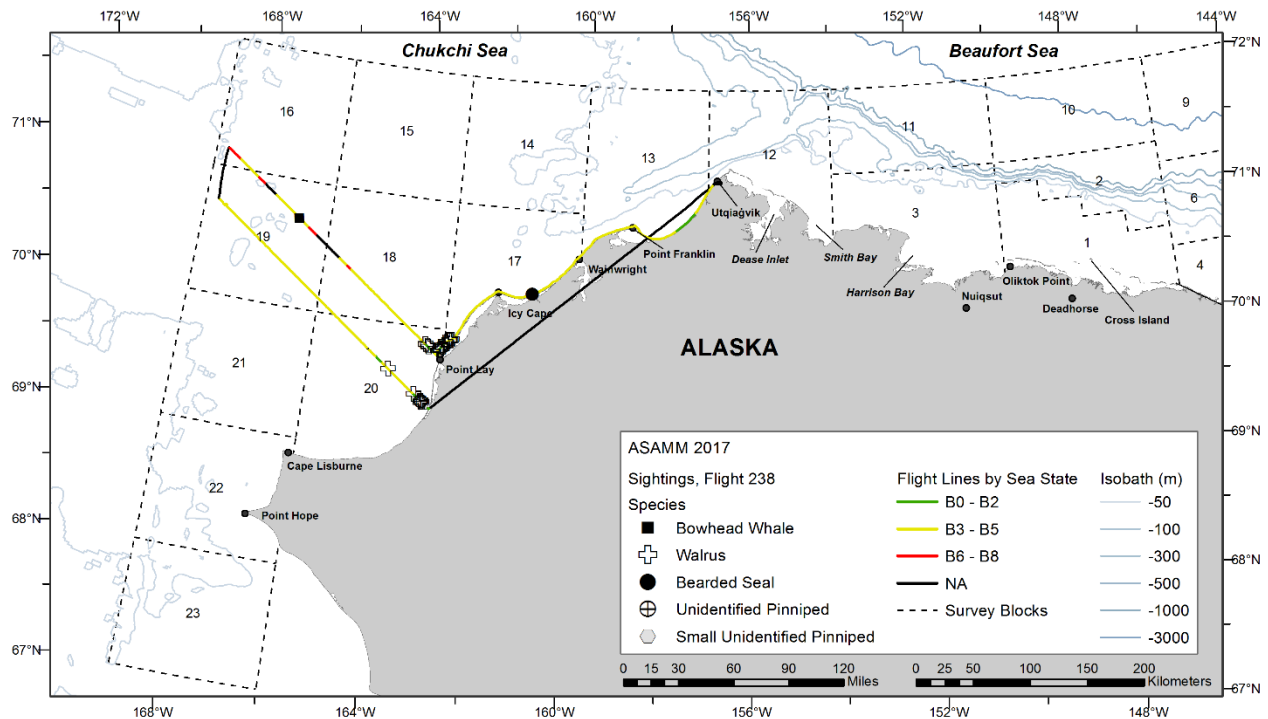 172°W 168°W 164°W 160°W 156°W 152°W 148°W 144°W
Chukchi Sea
Beaufort Sea
72°N
71°N
71°N
70°N
70°N
69°N
69°N
68°N
68°N
67°N
67°N
16
15
14
13
12
11
10
9
2
6
3
1
4
19
18
17
21
20
22
23
Utqiaġvik
Point Franklin
Dease Inlet
Smith Bay
Harrison Bay
Wainwright
Icy Cape
Point Lay
Oliktok Point
Nuiqsut
Deadhorse
Cross Island
ALASKA
Cape Lisburne
Point Hope
ASAMM 2017
Sightings, Flight 238
Species
Bowhead Whale
Walrus
Bearded Seal
Unidentified Pinniped
Small Unidentified Pinniped
Flight Lines by Sea State
B0 - B2
B3 - B5
B6 - B8
NA
Survey Blocks
Isobath (m)
-50
-100
-300
-500
-1000
-3000
0 15 30 60 90 120
Miles
0 25 50 100 150 200
Kilometers
168°W 164°W 160°W 156°W 152°W 148°W